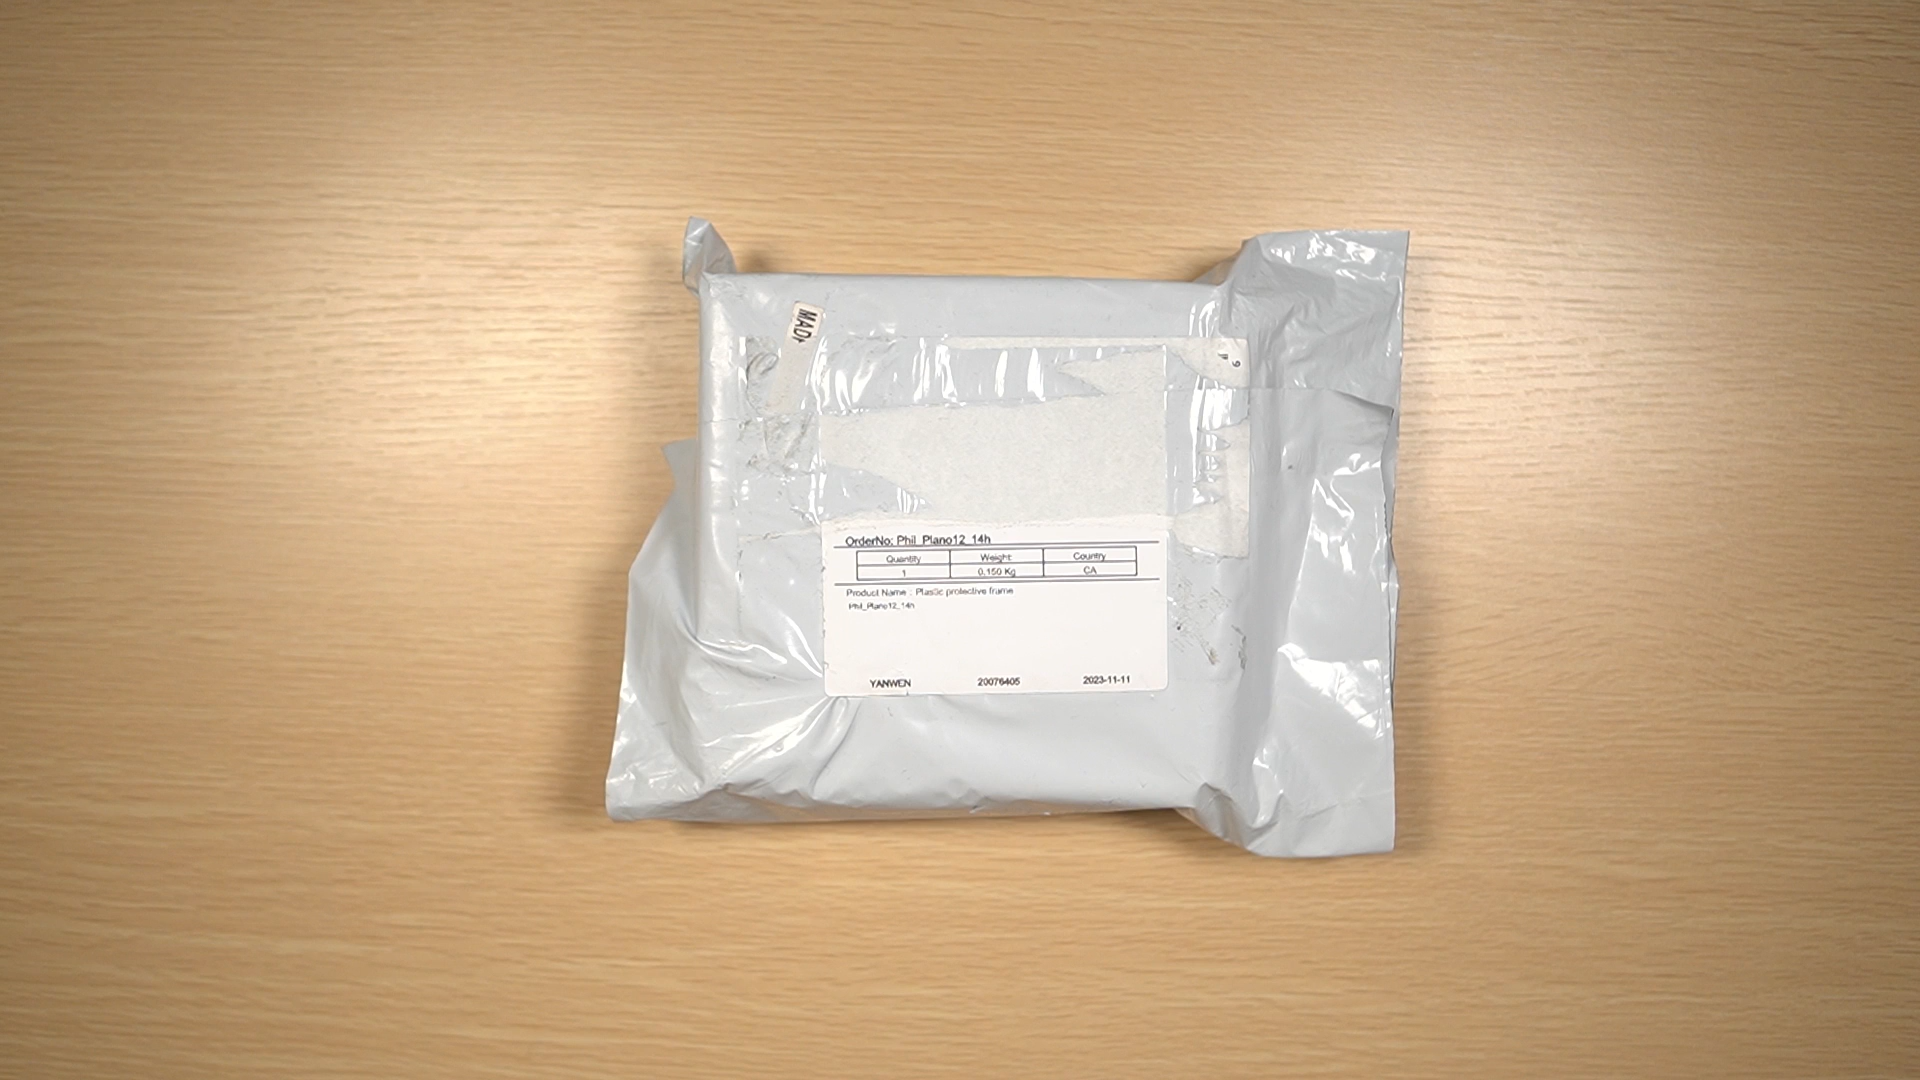 MAD
9
OrderNo: Phil_Plano12_14h
Quantity Weight Country
1 0.150 Kg CA
Product Name : Plastic protective frame
Phil_Plano12_14h
YANWEN 20076405 2023-11-11